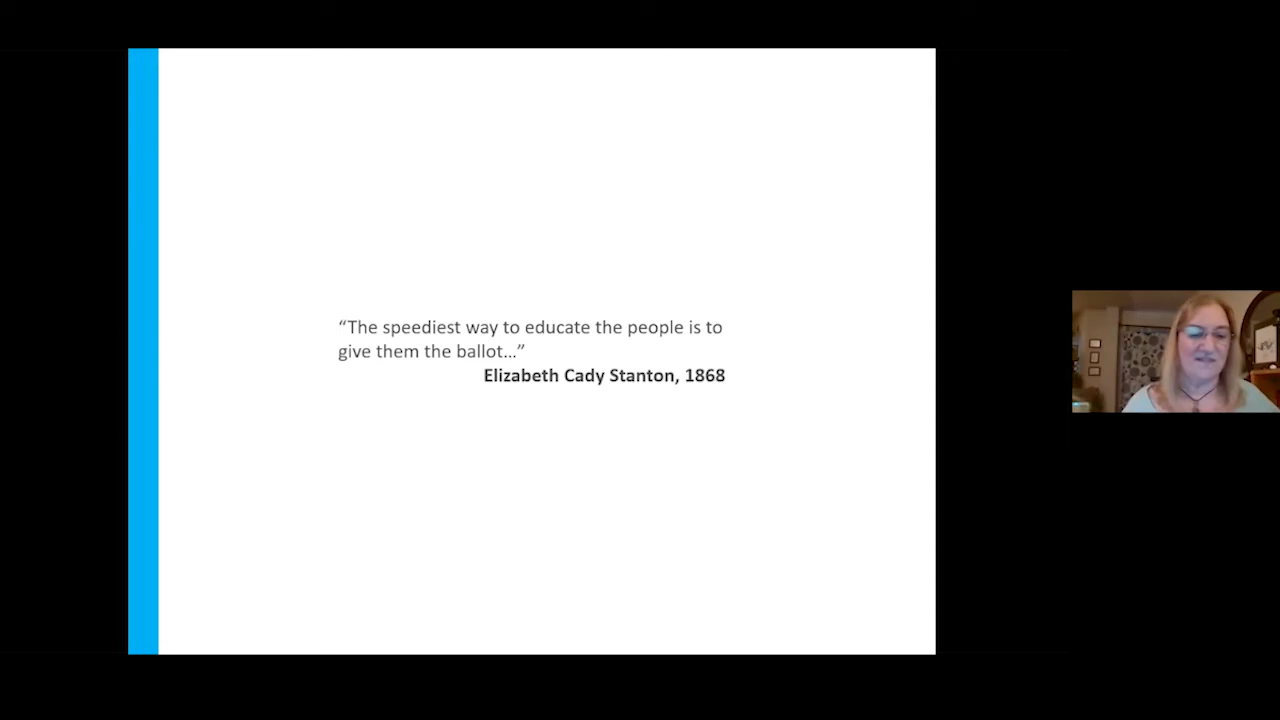 “The speediest way to educate the people is to
give them the ballot…”
Elizabeth Cady Stanton, 1868